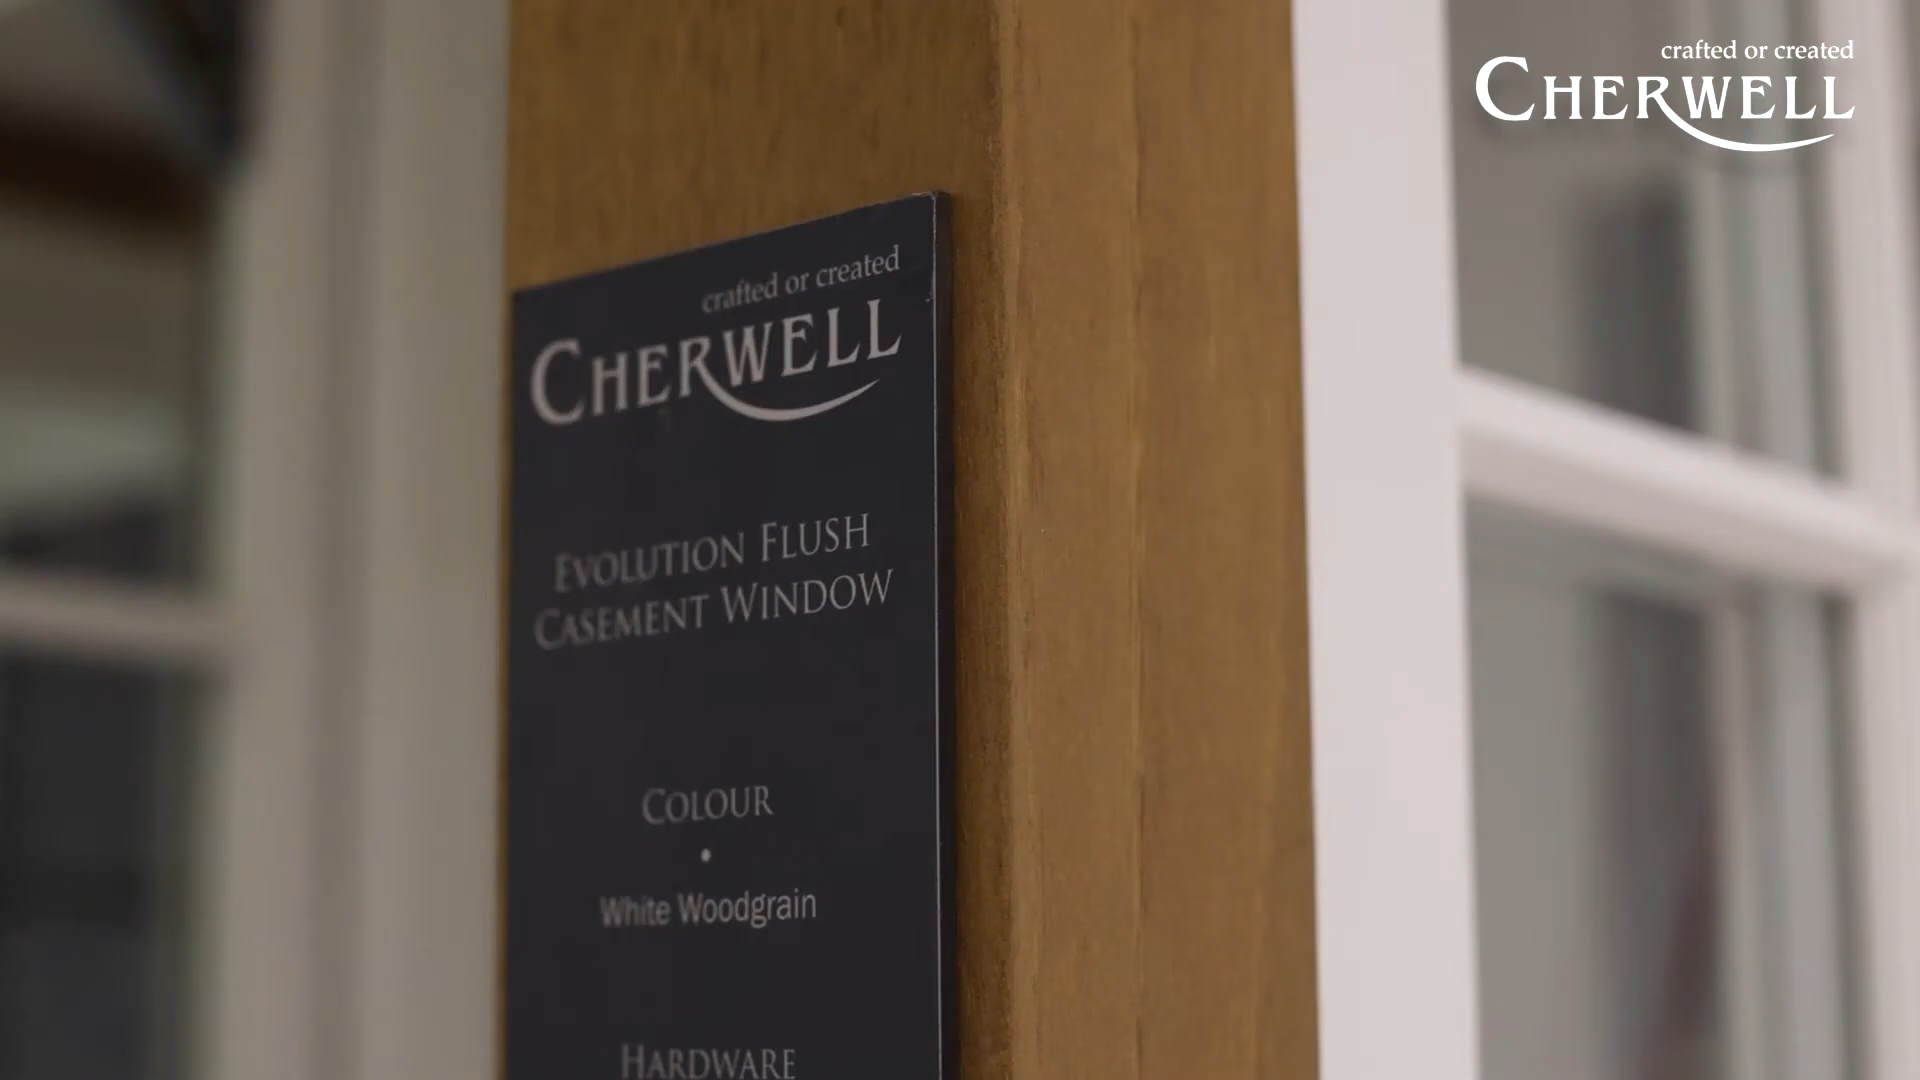 crafted or created
CHERWELL
crafted or created
CHERWELL
EVOLUTION FLUSH
CASEMENT WINDOW
COLOUR
•
White Woodgrain
HARDWARE